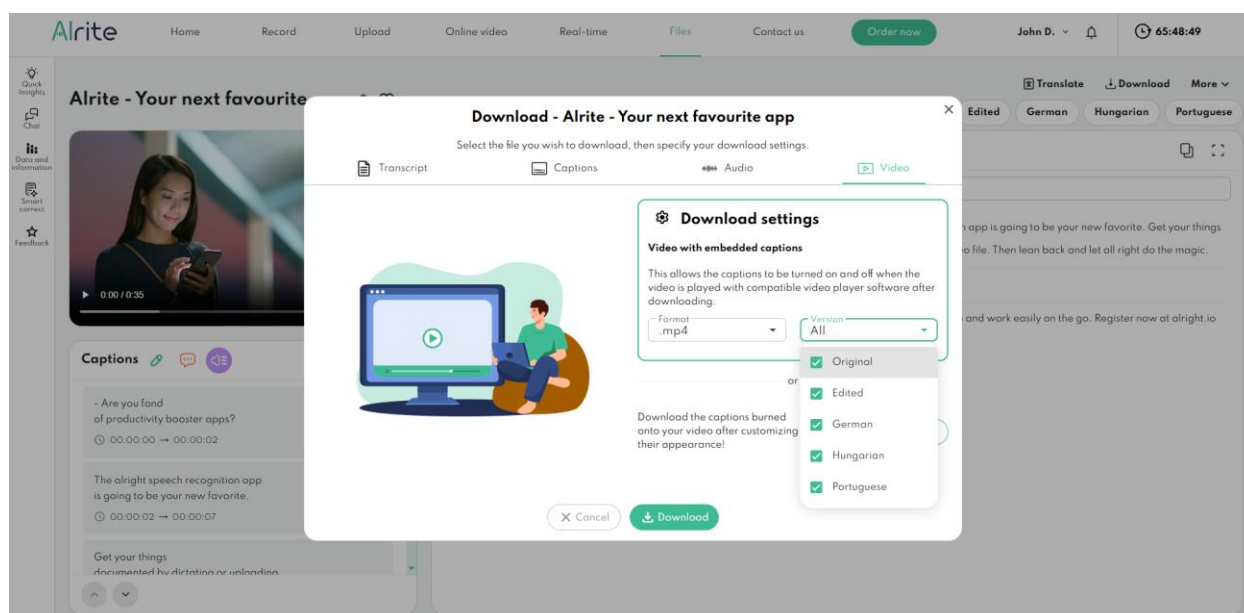 Alrite
Home Record Upload Online video Real-time Files Contact us Order now John D. 65:48:49
Quick Insights
Chat
Data and information
Smart correct
Feedback
Alrite - Your next favourite
Translate Download More
Edited German Hungarian Portuguese
0:00 / 0:35
Captions
- Are you fond
of productivity booster apps?
00:00:00 → 00:00:02
The alright speech recognition app
is going to be your new favorite.
00:00:02 → 00:00:07
Get your things
documented by dictating or uploading
Download - Alrite - Your next favourite app
Select the file you wish to download, then specify your download settings.
Transcript Captions Audio Video
Download settings
Video with embedded captions
This allows the captions to be turned on and off when the
video is played with compatible video player software after
downloading.
Format
.mp4
Version
All
Original
Edited
German
Hungarian
Portuguese
or
Download the captions burned
onto your video after customizing
their appearance!
Cancel Download
app is going to be your new favorite. Get your things
file. Then lean back and let all right do the magic.
and work easily on the go. Register now at alright.io